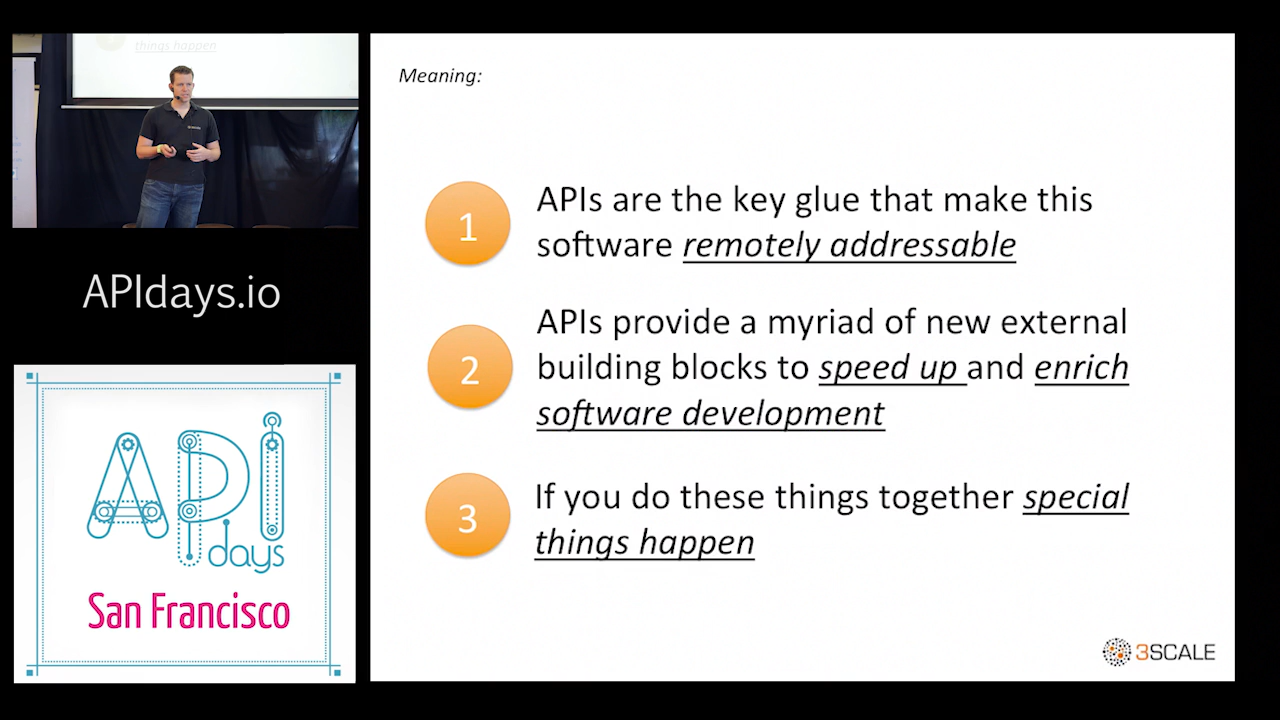 things happen
APIdays.io
API
days
San Francisco
Meaning:
1
APIs are the key glue that make this
software remotely addressable
2
APIs provide a myriad of new external
building blocks to speed up and enrich
software development
3
If you do these things together special
things happen
3SCALE